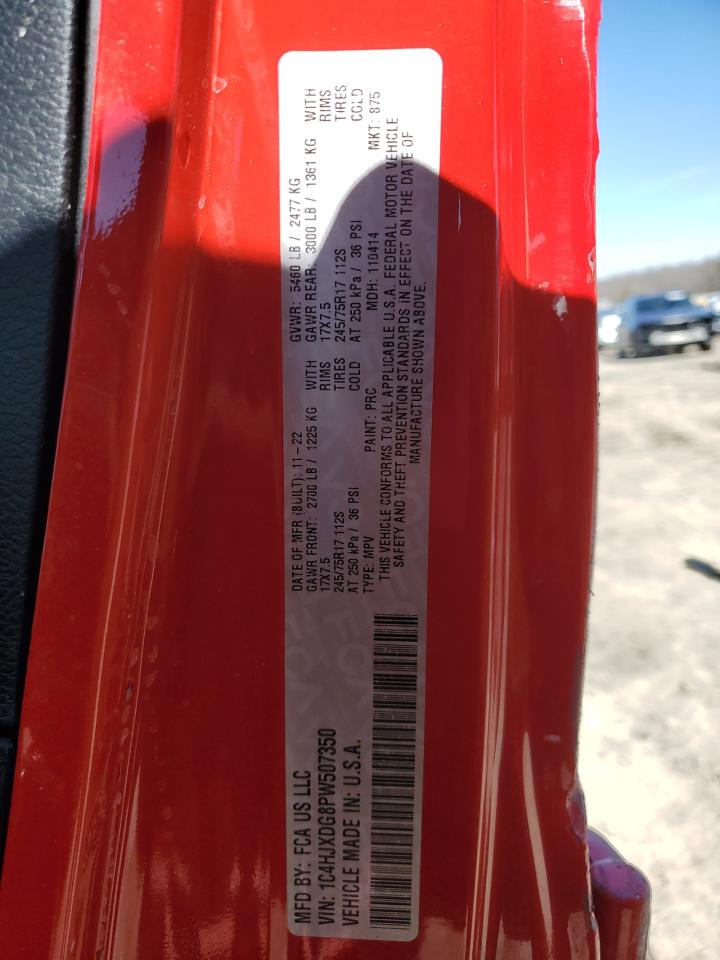 MFD BY: FCA US LLC
DATE OF MFR (BUILT): 11-22
GVWR: 5460 LB / 2477 KG
GAWR FRONT: 2700 LB / 1225 KG WITH
GAWR REAR: 3000 LB / 1361 KG WITH
17X7.5 RIMS
17X7.5 RIMS
245/75R17 112S TIRES
245/75R17 112S TIRES
AT 250 kPa / 36 PSI COLD
AT 250 kPa / 36 PSI COLD
VIN: 1C4HJXDG8PW507350
TYPE: MPV
PAINT: PRC
MDH: 110414
MKT: 875
VEHICLE MADE IN: U.S.A.
THIS VEHICLE CONFORMS TO ALL APPLICABLE U.S.A. FEDERAL MOTOR VEHICLE
SAFETY AND THEFT PREVENTION STANDARDS IN EFFECT ON THE DATE OF
MANUFACTURE SHOWN ABOVE.